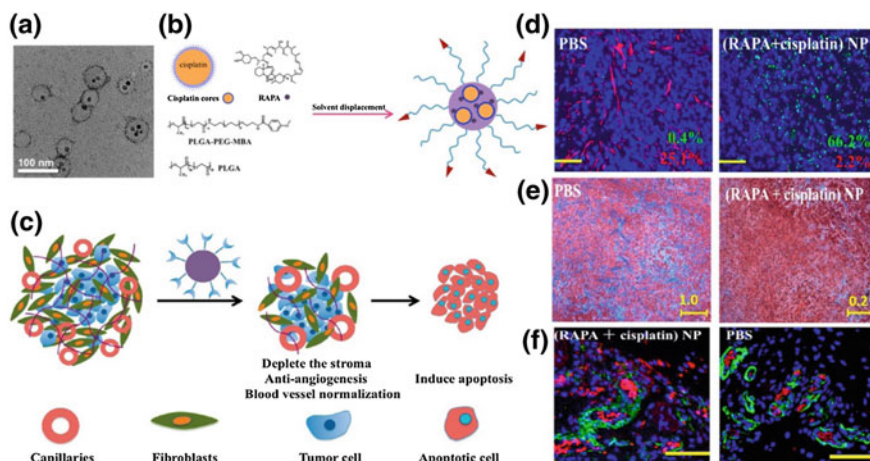 (a)
100 nm
(b)
cisplatin
Cisplatin cores
RAPA
Solvent displacement
PLGA-PEG-MBA
PLGA
(c)
Deplete the stroma
Anti-angiogenesis
Blood vessel normalization
Induce apoptosis
Capillaries
Fibroblasts
Tumor cell
Apoptotic cell
(d)
PBS
0.4%
25.1%
(RAPA+cisplatin) NP
66.2%
2.2%
(e)
PBS
1.0
(RAPA + cisplatin) NP
0.2
(f)
(RAPA + cisplatin) NP
PBS